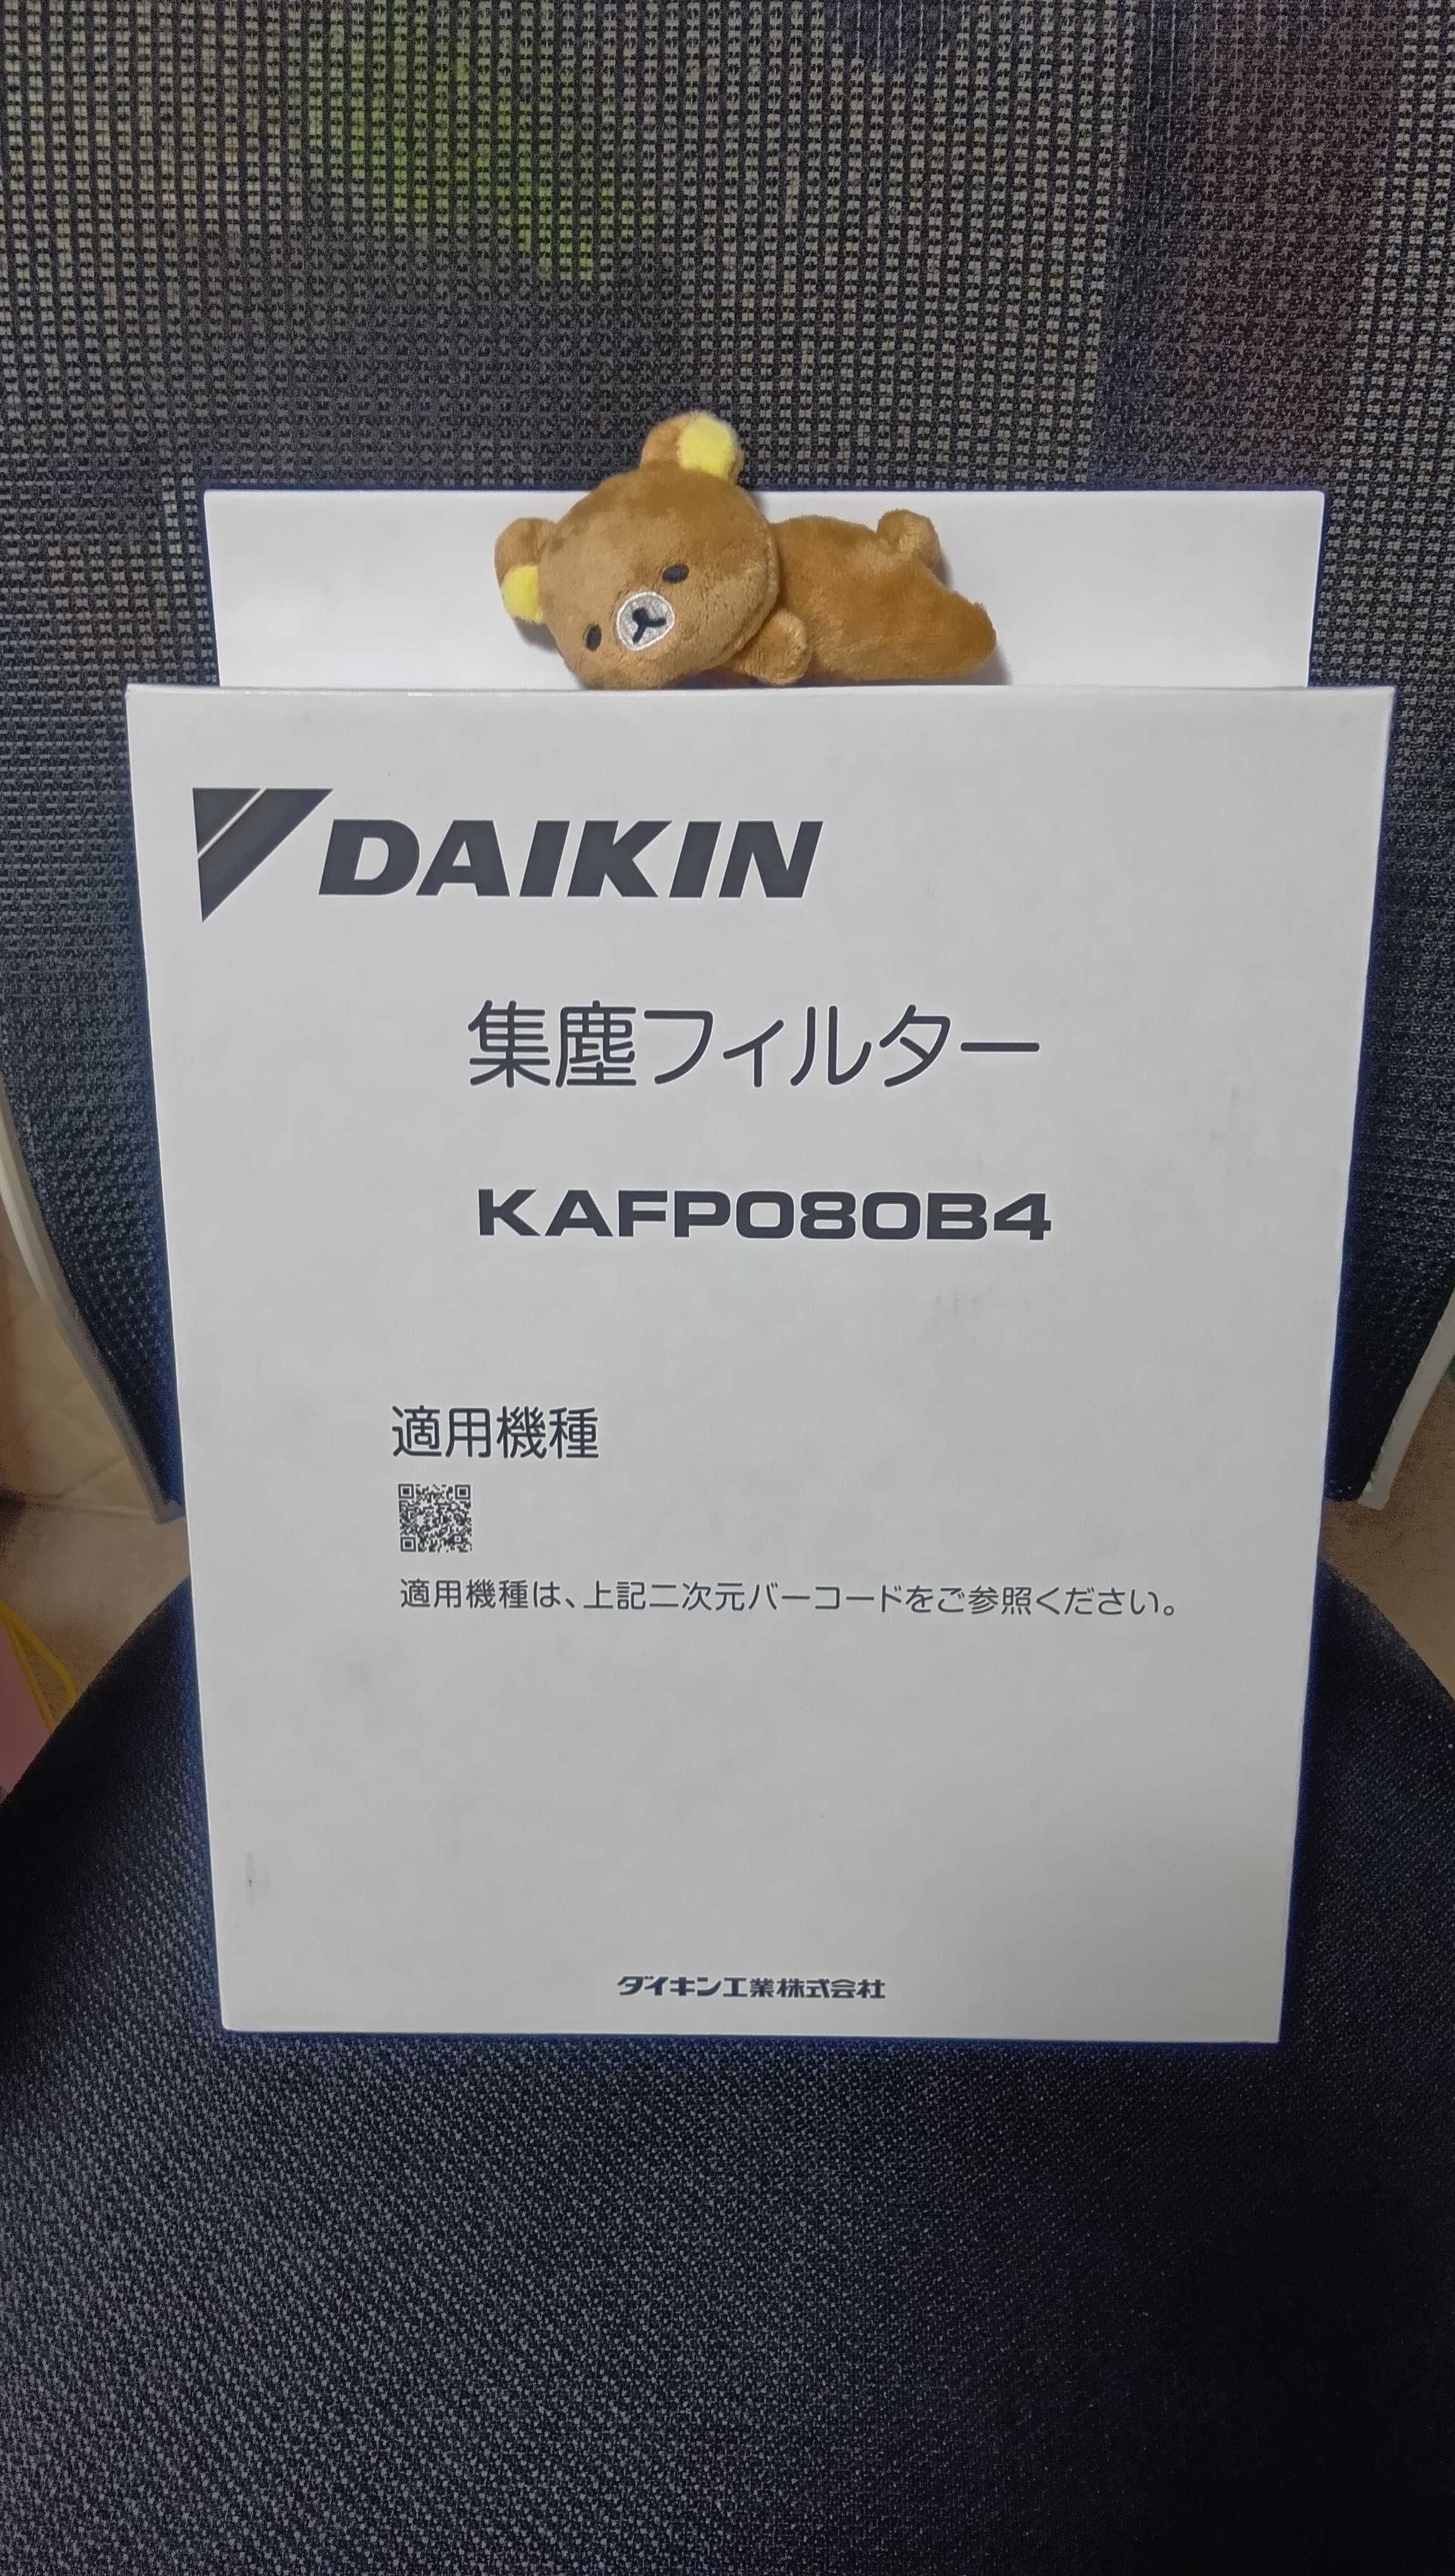 DAIKIN
集塵フィルター
KAFP080B4
適用機種
適用機種は、上記二次元バーコードをご参照ください。
ダイキン工業株式会社